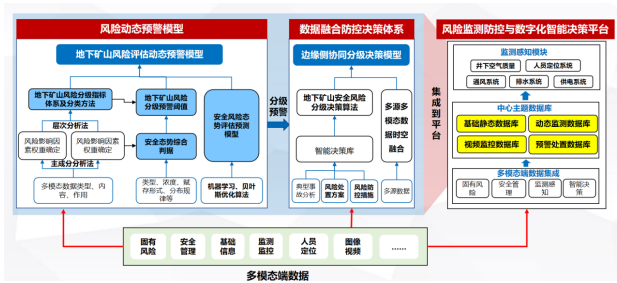 风险动态预警模型
地下矿山风险评估动态预警模型
地下矿山风险分级指标
体系及分类方法
地下矿山风险
分级决策阈值
层次分析法
风险影响因
素权重确定
风险影响因
素权重确定
主成分分析法
安全态势综合
判据
安全风险态
势评估预测
模型
多模态数据类型、内
容、作用
类型、浓度、赋
存形式、分布规
律等
机器学习、贝叶
斯优化算法
分级
预警
数据融合防控决策体系
边缘侧协同分级决策模型
地下矿山安全风险
分级决策算法
智能决策库
多源多
模态数
据时空
融合
典型事
故分析
风险处
置方案
风险防
控措施
多源数据
集成到
平台
风险监测防控与数字化智能决策平台
监测感知模块
井下空气质量
人员定位系统
通风系统
排水系统
供电系统
中心主题数据库
基础静态数据库
动态监测数据库
视频监控数据库
预警处置数据库
多模态端数据集成
固有风
险
安全管
理
监测感
知
智能决
策
固有
风险
安全
管理
基础
信息
监测
监控
人员
定位
图像
视频
……
多模态端数据